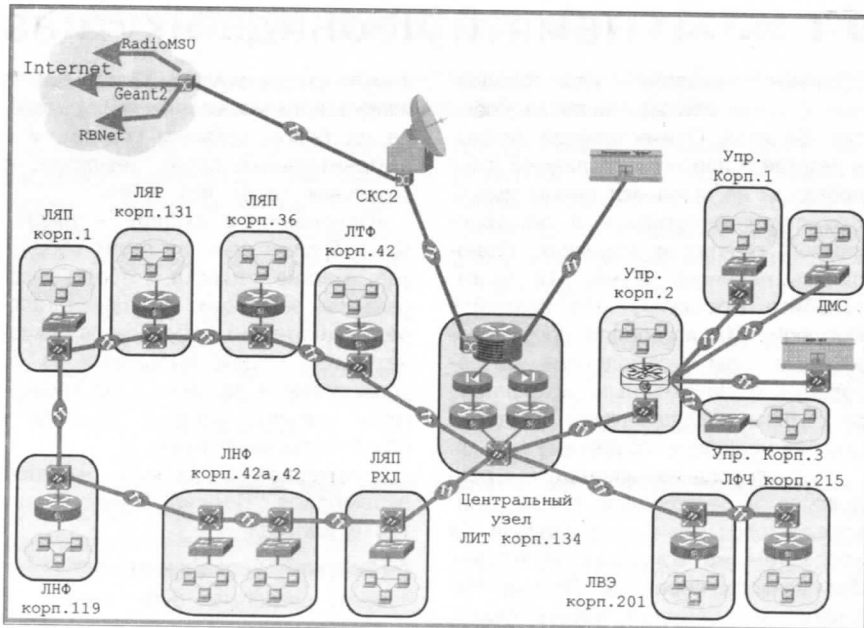 RadioMSU
Internet
Geant2
RBNet
СКС2
Упр.
Корп.1
ЛЯП
корп.1
ЛЯР
корп.131
ЛЯП
корп.36
ЛТФ
корп.42
Упр.
корп.2
ДМС
ЛНФ
корп.42а,42
ЛЯП
РХЛ
Упр. Корп.3
ЛФЧ корп.215
Центральный
узел
ЛИТ корп.134
ЛНФ
корп.119
ЛВЭ
корп.201